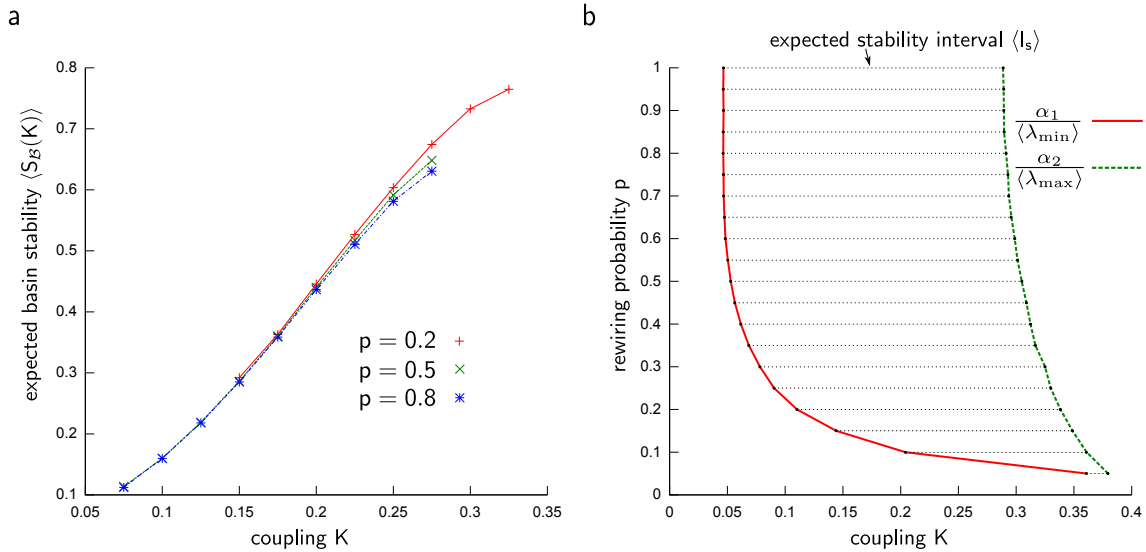 a
expected basin stability ⟨S_B(K)⟩
0.8
0.7
0.6
0.5
0.4
0.3
0.2
0.1
0.05
0.1
0.15
0.2
0.25
0.3
0.35
coupling K
p = 0.2
p = 0.5
p = 0.8
b
expected stability interval ⟨I_s⟩
rewiring probability p
1
0.9
0.8
0.7
0.6
0.5
0.4
0.3
0.2
0.1
0
0
0.05
0.1
0.15
0.2
0.25
0.3
0.35
0.4
coupling K
α₁
⟨λ_min⟩
α₂
⟨λ_max⟩